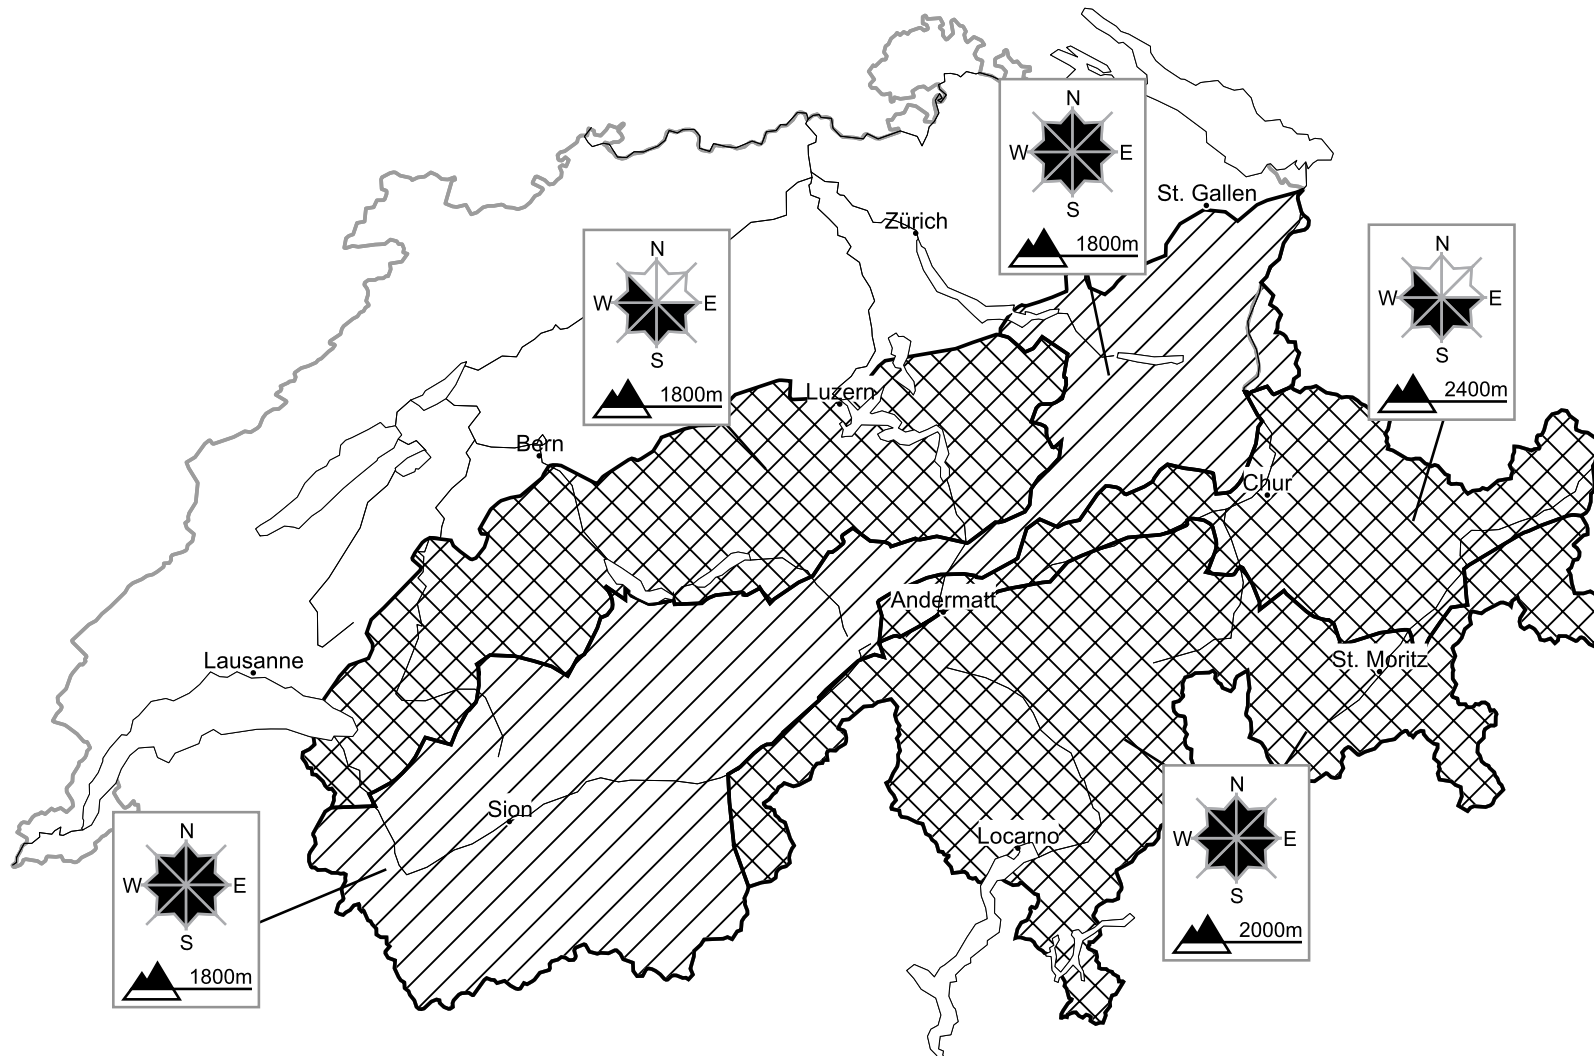 N
W E
S
1800m
St. Gallen
Zürich
N
W E
S
1800m
N
W E
S
2400m
Luzern
Bern
Chur
Andermatt
Lausanne
St. Moritz
Sion
Locarno
N
W E
S
2000m
N
W E
S
1800m